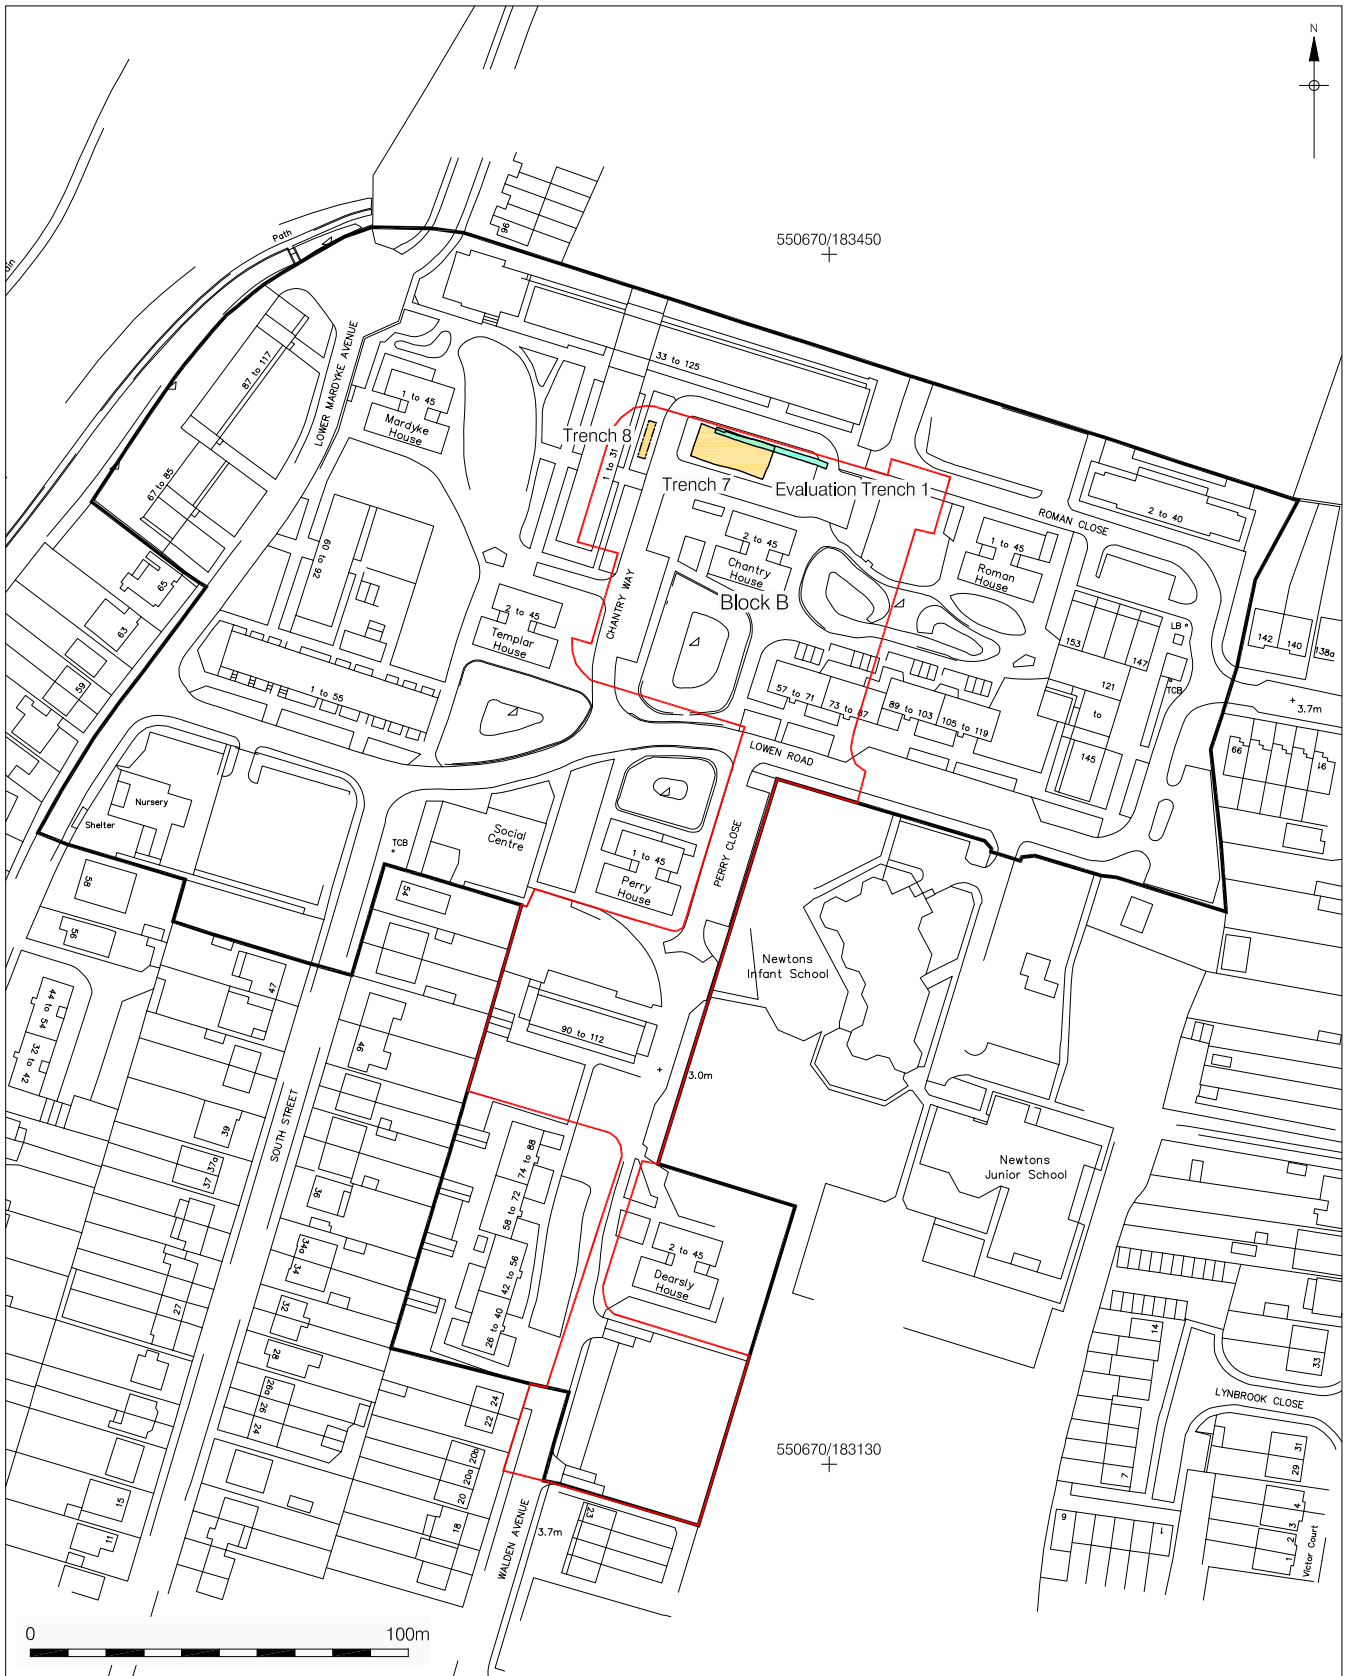 N
96
Path
550670/183450
LOWER MARDYKE AVENUE
87 to 117
33 to 125
1 to 45
Mardyke
House
Trench 8
1 to 31
Trench 7
Evaluation Trench 1
67 to 85
ROMAN CLOSE
2 to 40
60 to 92
2 to 45
Chantry
House
1 to 45
Roman
House
65
CHANTRY WAY
Block B
2 to 45
Templar
House
63
LB
142
140
138a
153
147
59
1 to 55
57 to 71
73 to 87
89 to 103
105 to 119
121
to
145
TCB
3.7m
LOWEN ROAD
66
91
Nursery
Shelter
Social
Centre
TCB
PERRY CLOSE
1 to 45
Perry
House
58
54
56
Newtons
Infant School
47
44 to 54
32 to 42
46
90 to 112
3.0m
SOUTH STREET
39
37a
37
36
74 to 88
58 to 72
Newtons
Junior School
34a
34
42 to 56
26 to 40
2 to 45
Dearsly
House
27
32
28
14
33
26a
26
24
24
22
LYNBROOK CLOSE
550670/183130
20b
20a
20
18
15
11
7
31
29
WALDEN AVENUE
3.7m
23
6
1
4
3
2
1
Victor Court
0
100m